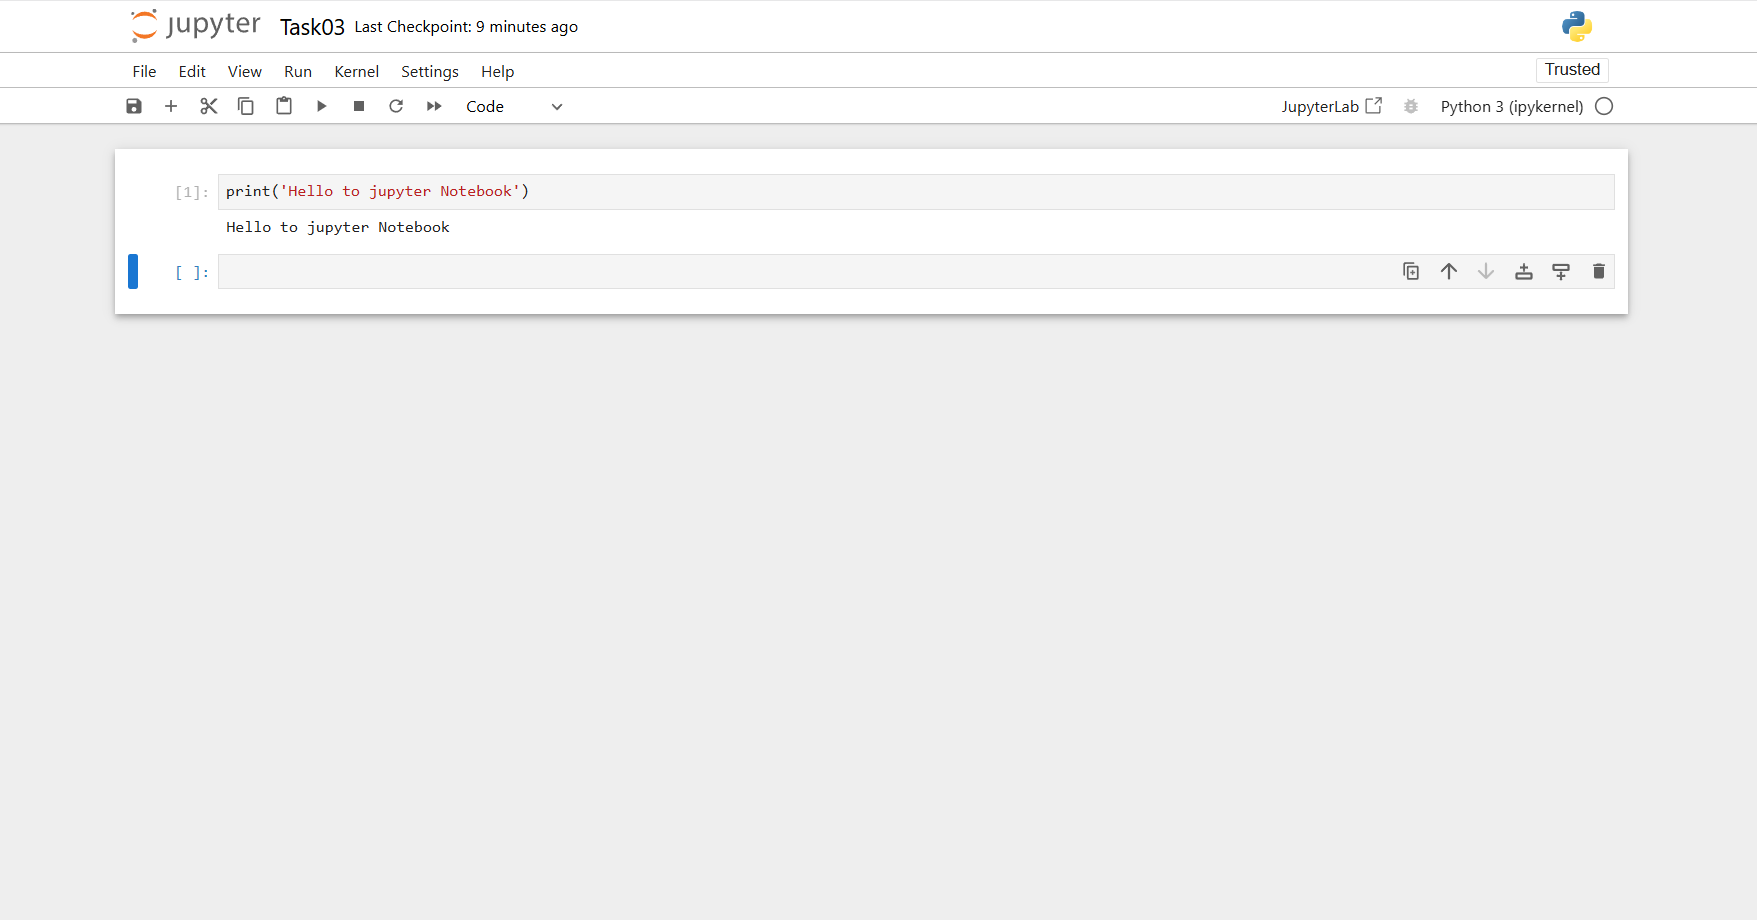 jupyter Task03 Last Checkpoint: 9 minutes ago
File Edit View Run Kernel Settings Help Trusted
Code JupyterLab Python 3 (ipykernel)
[1]: print('Hello to jupyter Notebook')
Hello to jupyter Notebook
[ ]: